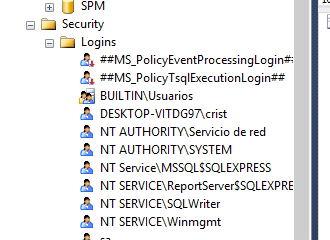 SPM
Security
Logins
##MS_PolicyEventProcessingLogin##
##MS_PolicyTsqlExecutionLogin##
BUILTIN\Usuarios
DESKTOP-VITDG97\crist
NT AUTHORITY\Servicio de red
NT AUTHORITY\SYSTEM
NT Service\MSSQL$SQLEXPRESS
NT SERVICE\ReportServer$SQLEXPRE
NT SERVICE\SQLWriter
NT SERVICE\Winmgmt